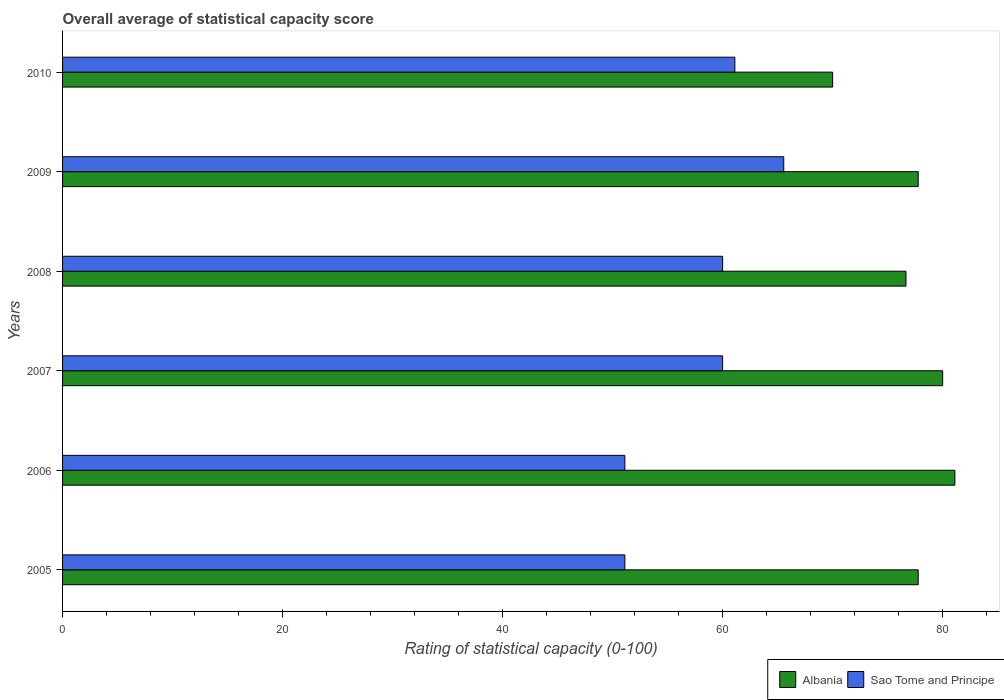 Overall average of statistical capacity score
2010
2009
2008
2007
2006
2005
Years
0 20 40 60 80
Rating of statistical capacity (0-100)
Albania Sao Tome and Principe